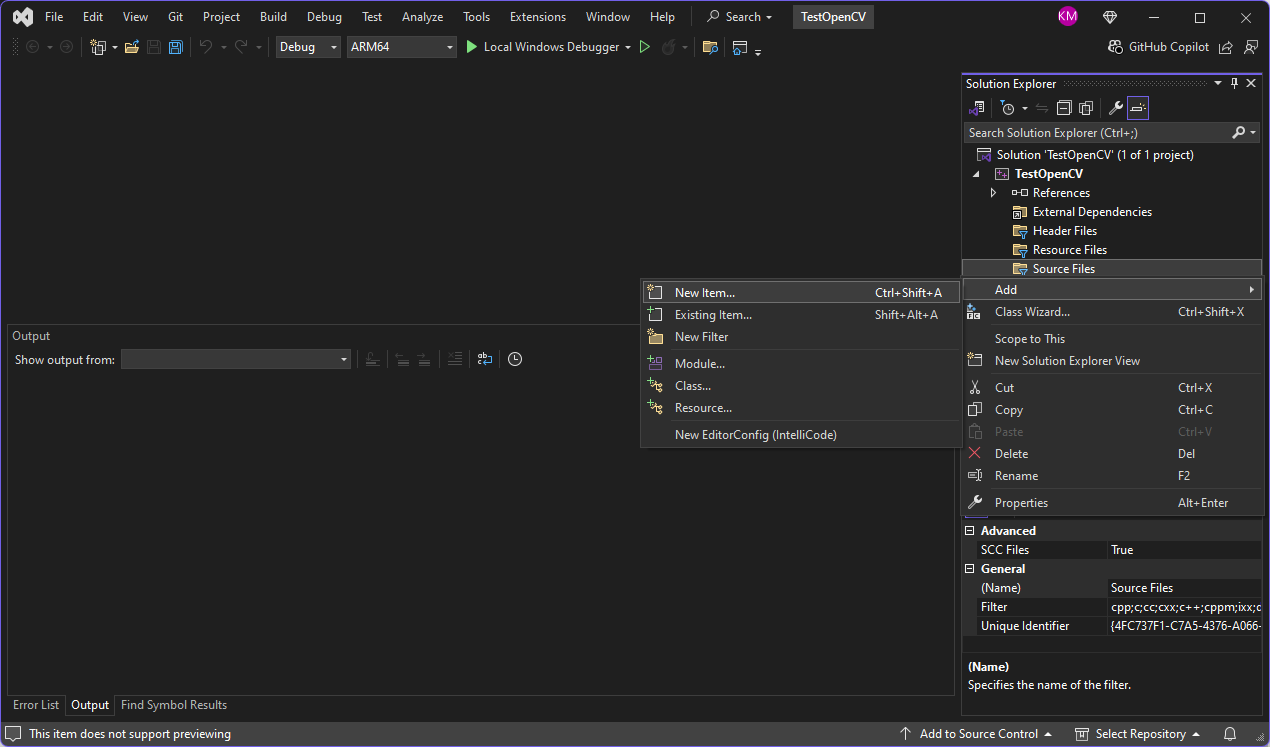 File Edit View Git Project Build Debug Test Analyze Tools Extensions Window Help Search TestOpenCV KM
Debug ARM64 Local Windows Debugger GitHub Copilot
Solution Explorer
Search Solution Explorer (Ctrl+;)
Solution 'TestOpenCV' (1 of 1 project)
TestOpenCV
References
External Dependencies
Header Files
Resource Files
Source Files
New Item... Ctrl+Shift+A
Existing Item... Shift+Alt+A
New Filter
Module...
Class...
Resource...
New EditorConfig (IntelliCode)
Add
Class Wizard... Ctrl+Shift+X
Scope to This
New Solution Explorer View
Cut Ctrl+X
Copy Ctrl+C
Paste Ctrl+V
Delete Del
Rename F2
Properties Alt+Enter
Output
Show output from:
Advanced
SCC Files True
General
(Name) Source Files
Filter cpp;c;cc;cxx;c++;cppm;ixx;
Unique Identifier {4FC737F1-C7A5-4376-A066-
(Name)
Specifies the name of the filter.
Error List Output Find Symbol Results
This item does not support previewing Add to Source Control Select Repository